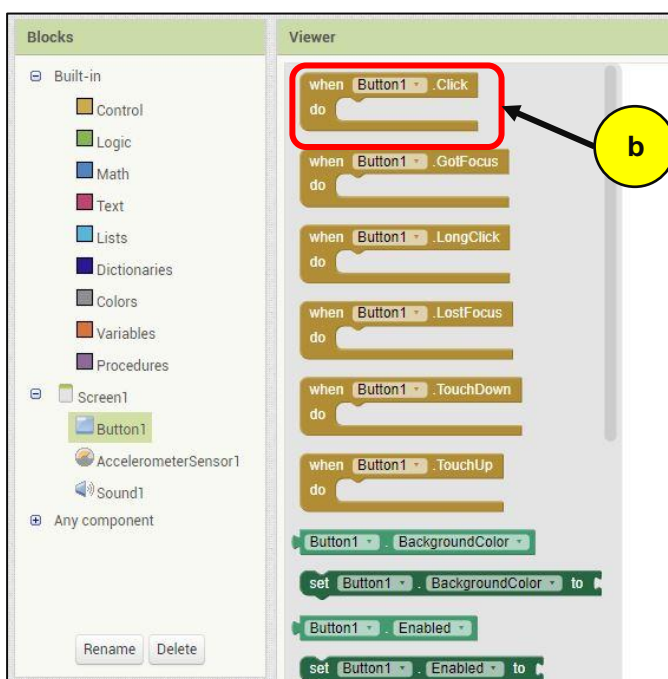 Blocks
Built-in
Control
Logic
Math
Text
Lists
Dictionaries
Colors
Variables
Procedures
Screen1
Button1
AccelerometerSensor1
Sound1
Any component
Rename Delete
Viewer
when Button1 .Click
do
when Button1 .GotFocus
do
when Button1 .LongClick
do
when Button1 .LostFocus
do
when Button1 .TouchDown
do
when Button1 .TouchUp
do
Button1 . BackgroundColor
set Button1 . BackgroundColor to
Button1 . Enabled
set Button1 . Enabled to
b